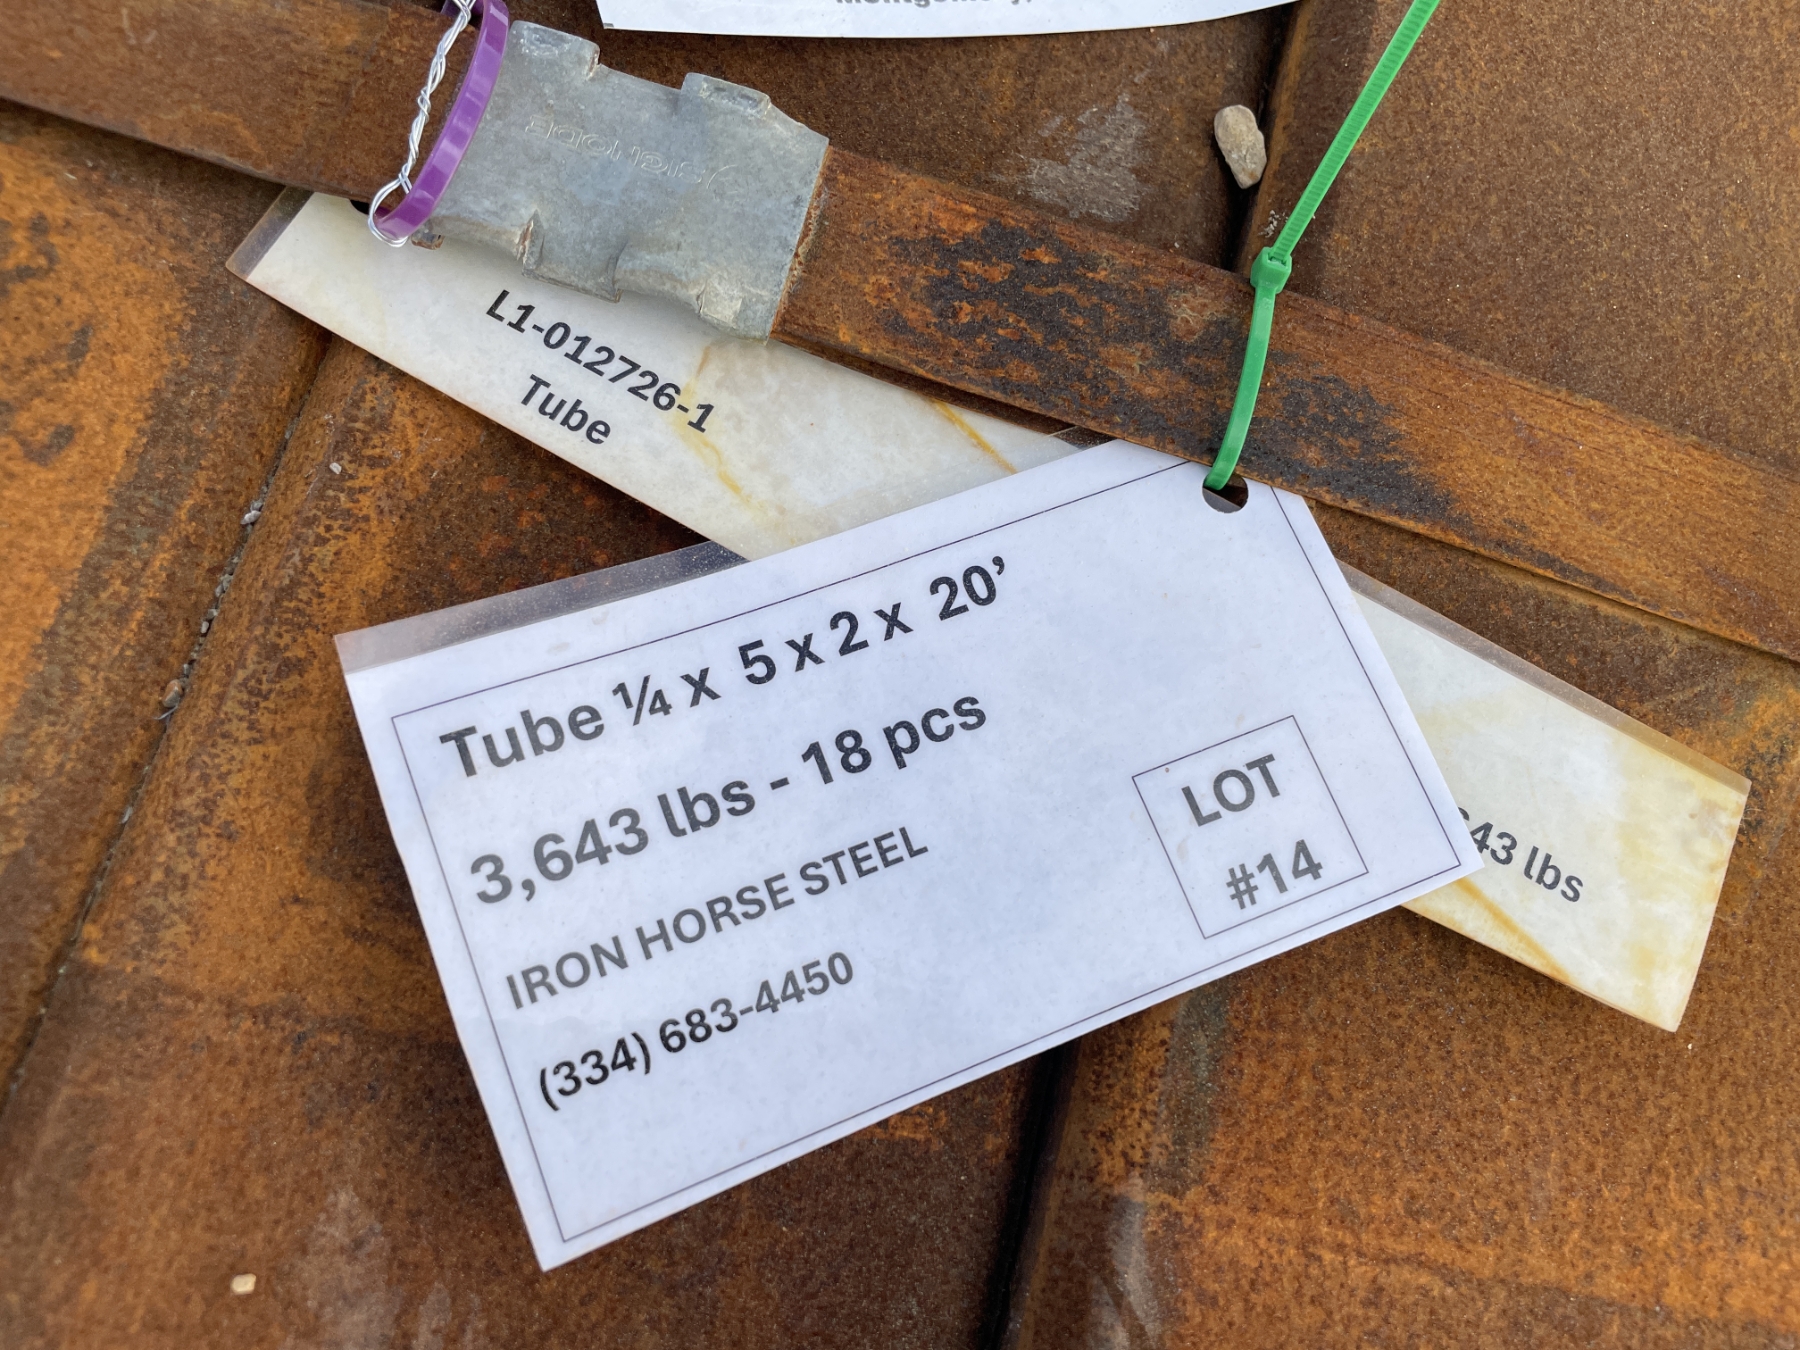 L1-012726-1
Tube
Tube ¼ x 5 x 2 x 20’
3,643 lbs - 18 pcs
IRON HORSE STEEL
(334) 683-4450
LOT
#14
43 lbs